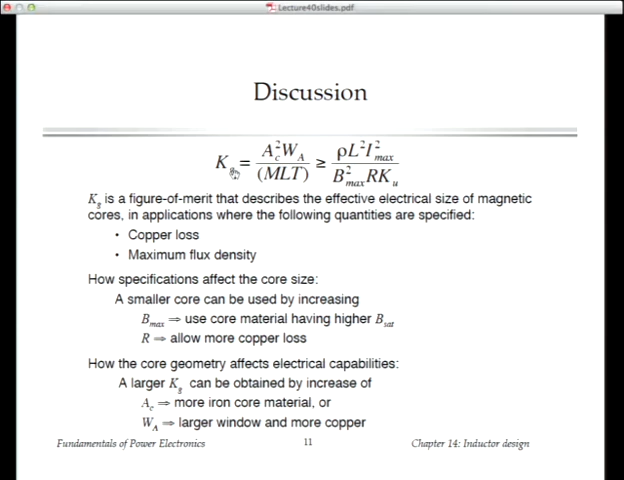 Lecture40slides.pdf
Discussion
K_g = A_c^2 W_A / (MLT) ≥ ρL^2 I_max^2 / B_max^2 R K_u
K_g is a figure-of-merit that describes the effective electrical size of magnetic
cores, in applications where the following quantities are specified:
• Copper loss
• Maximum flux density
How specifications affect the core size:
A smaller core can be used by increasing
B_max ⇒ use core material having higher B_sat
R ⇒ allow more copper loss
How the core geometry affects electrical capabilities:
A larger K_g can be obtained by increase of
A_c ⇒ more iron core material, or
W_A ⇒ larger window and more copper
Fundamentals of Power Electronics 11 Chapter 14: Inductor design